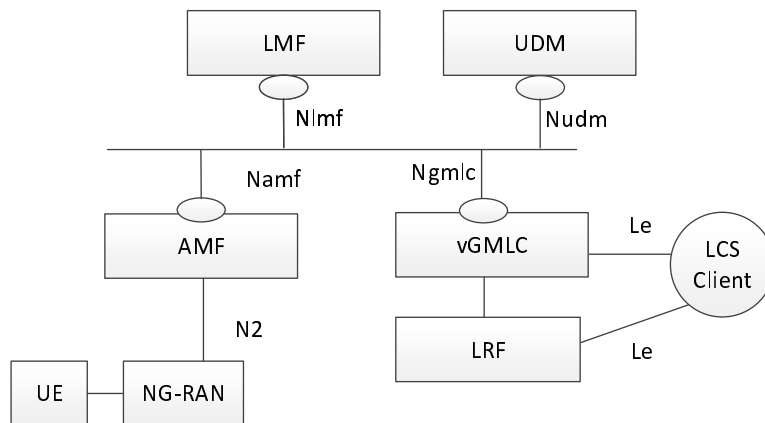 LMF
UDM
Nlmf
Nudm
Namf
Ngmlc
AMF
vGMLC
Le
LCS
Client
N2
LRF
Le
UE
NG-RAN